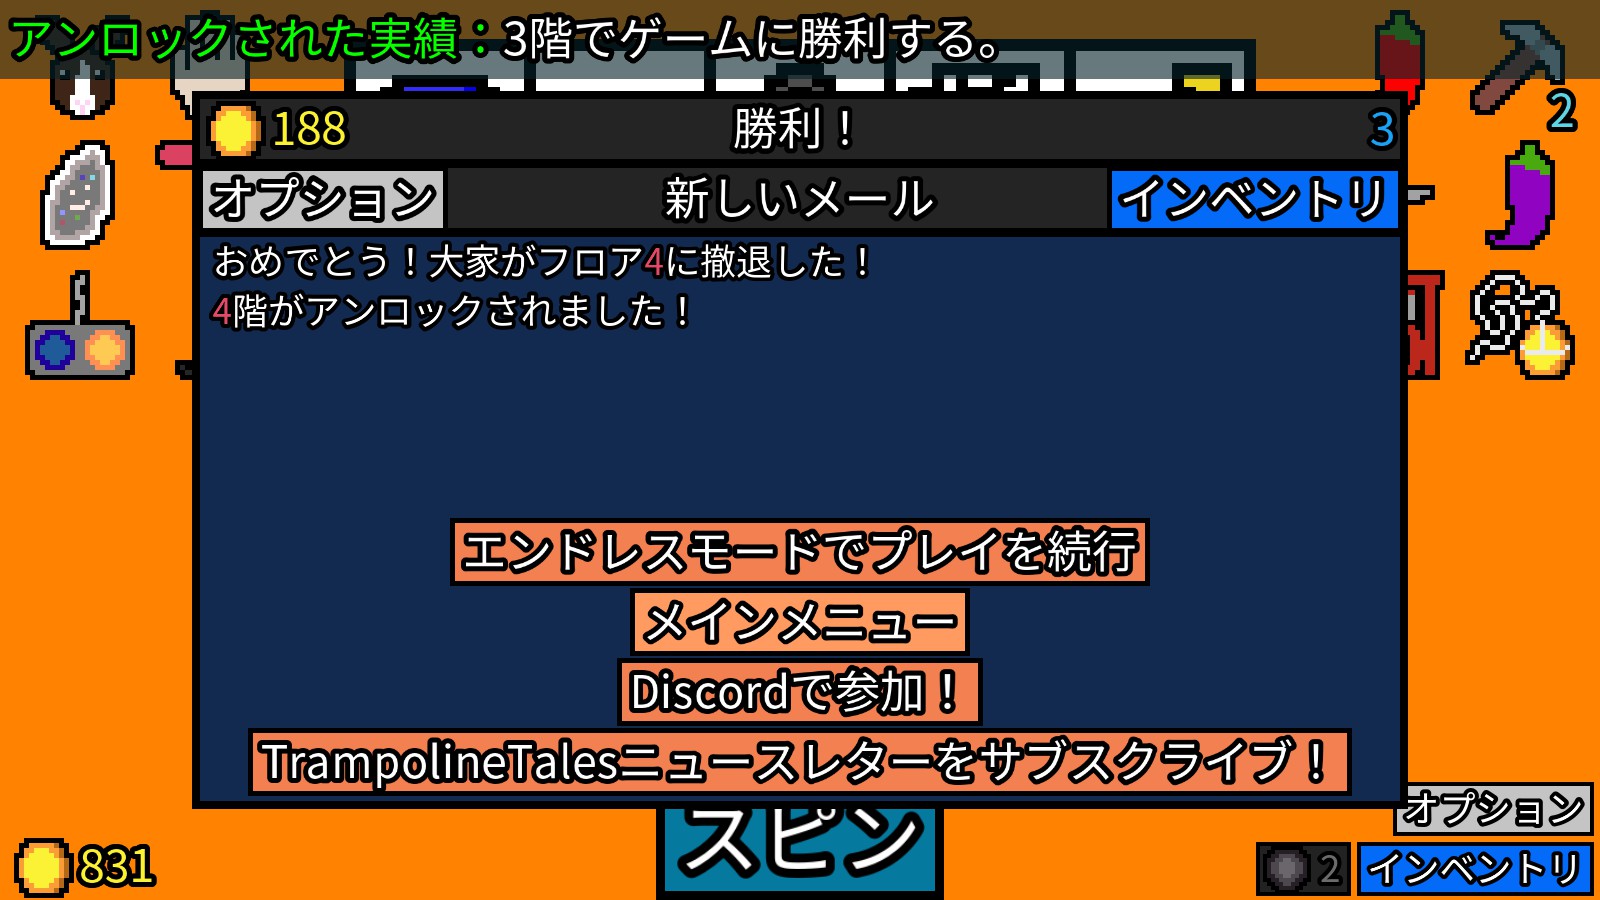 アンロックされた実績：3階でゲームに勝利する。
2
188
勝利！
3
オプション
新しいメール
インベントリ
おめでとう！大家がフロア4に撤退した！
4階がアンロックされました！
エンドレスモードでプレイを続行
メインメニュー
Discordで参加！
TrampolineTalesニュースレターをサブスクライブ！
スピン
オプション
831
2
インベントリ